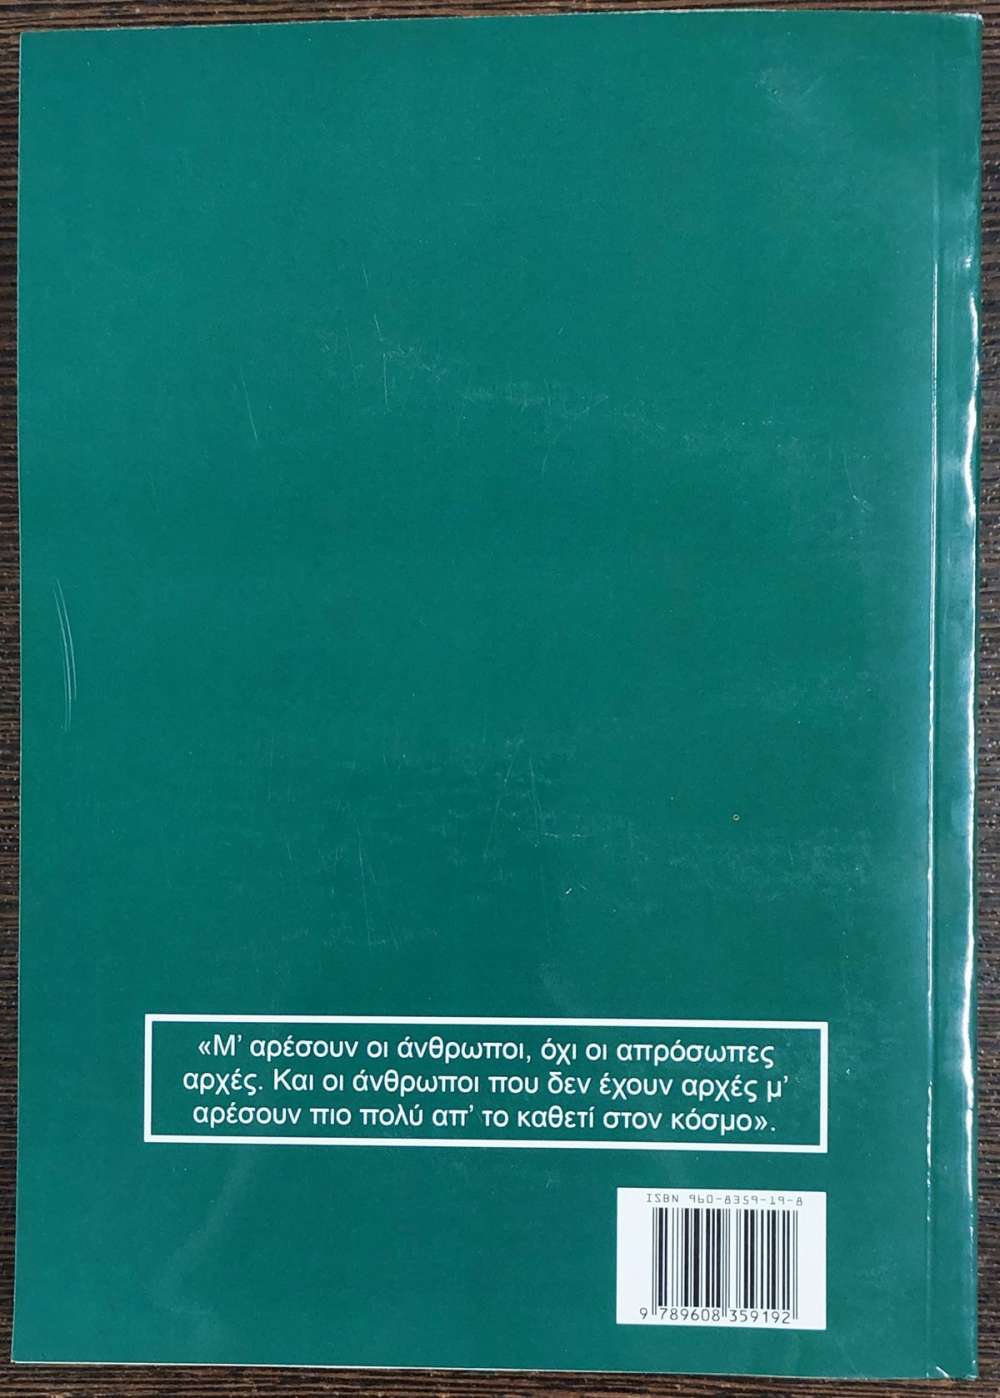 «Μ' αρέσουν οι άνθρωποι, όχι οι απρόσωπες
αρχές. Και οι άνθρωποι που δεν έχουν αρχές μ'
αρέσουν πιο πολύ απ' το καθετί στον κόσμο».
ISBN 960-8359-19-8
9 789608 359192